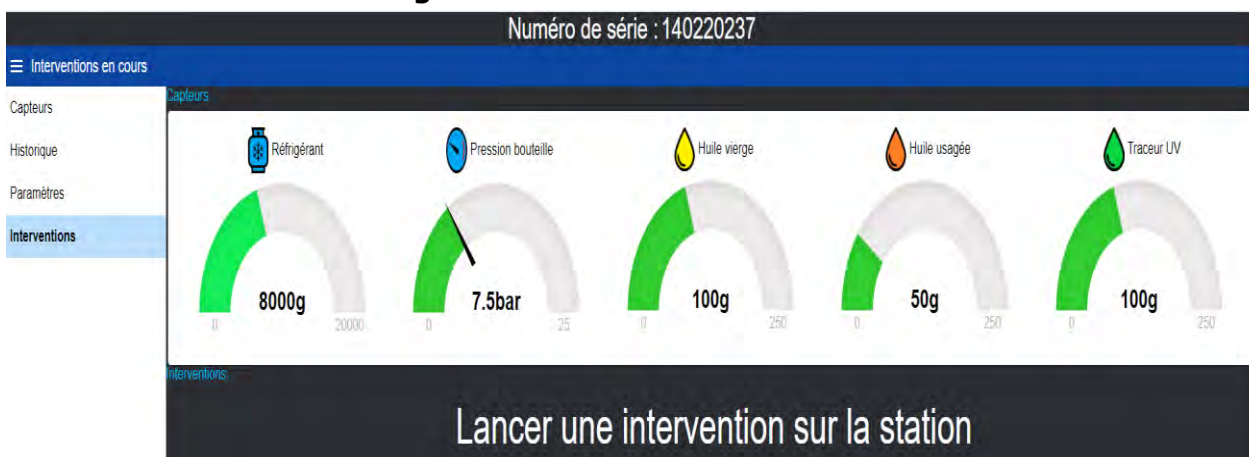 Numéro de série : 140220237
☰ Interventions en cours
Capteurs
Historique
Paramètres
Interventions
Capteurs
Réfrigérant
Pression bouteille
Huile vierge
Huile usagée
Traceur UV
8000g
0 20000
7.5bar
0 25
100g
0 250
50g
0 250
100g
0 250
Interventions
Lancer une intervention sur la station